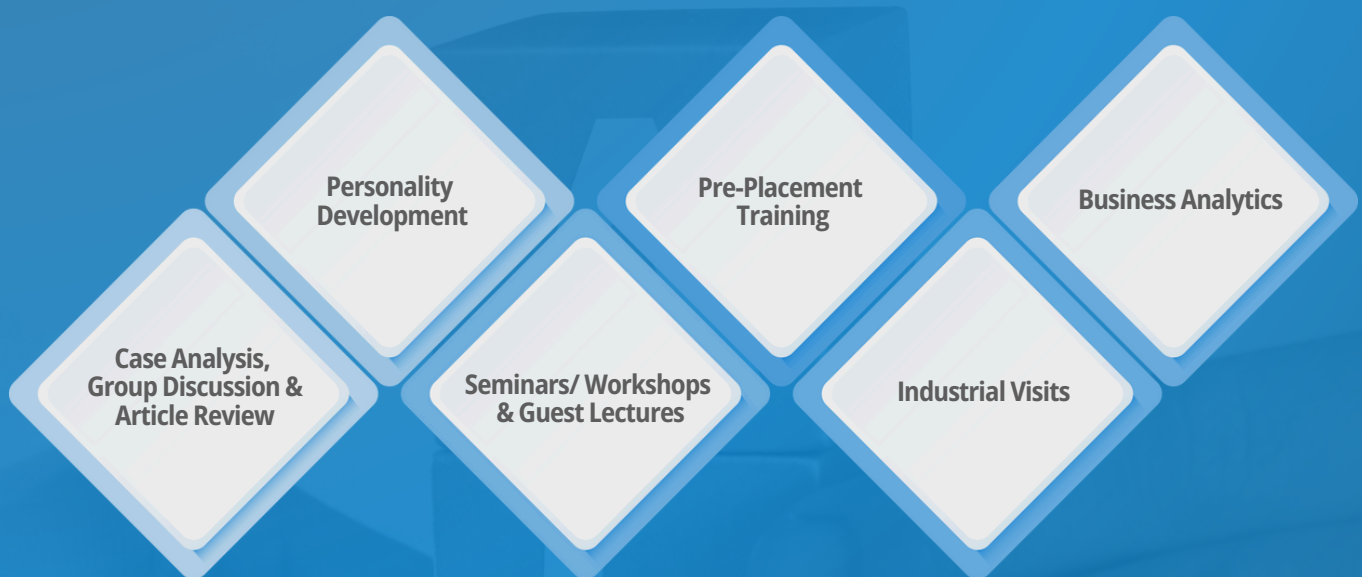 Personality
Development
Pre-Placement
Training
Business Analytics
Case Analysis,
Group Discussion &
Article Review
Seminars/ Workshops
& Guest Lectures
Industrial Visits